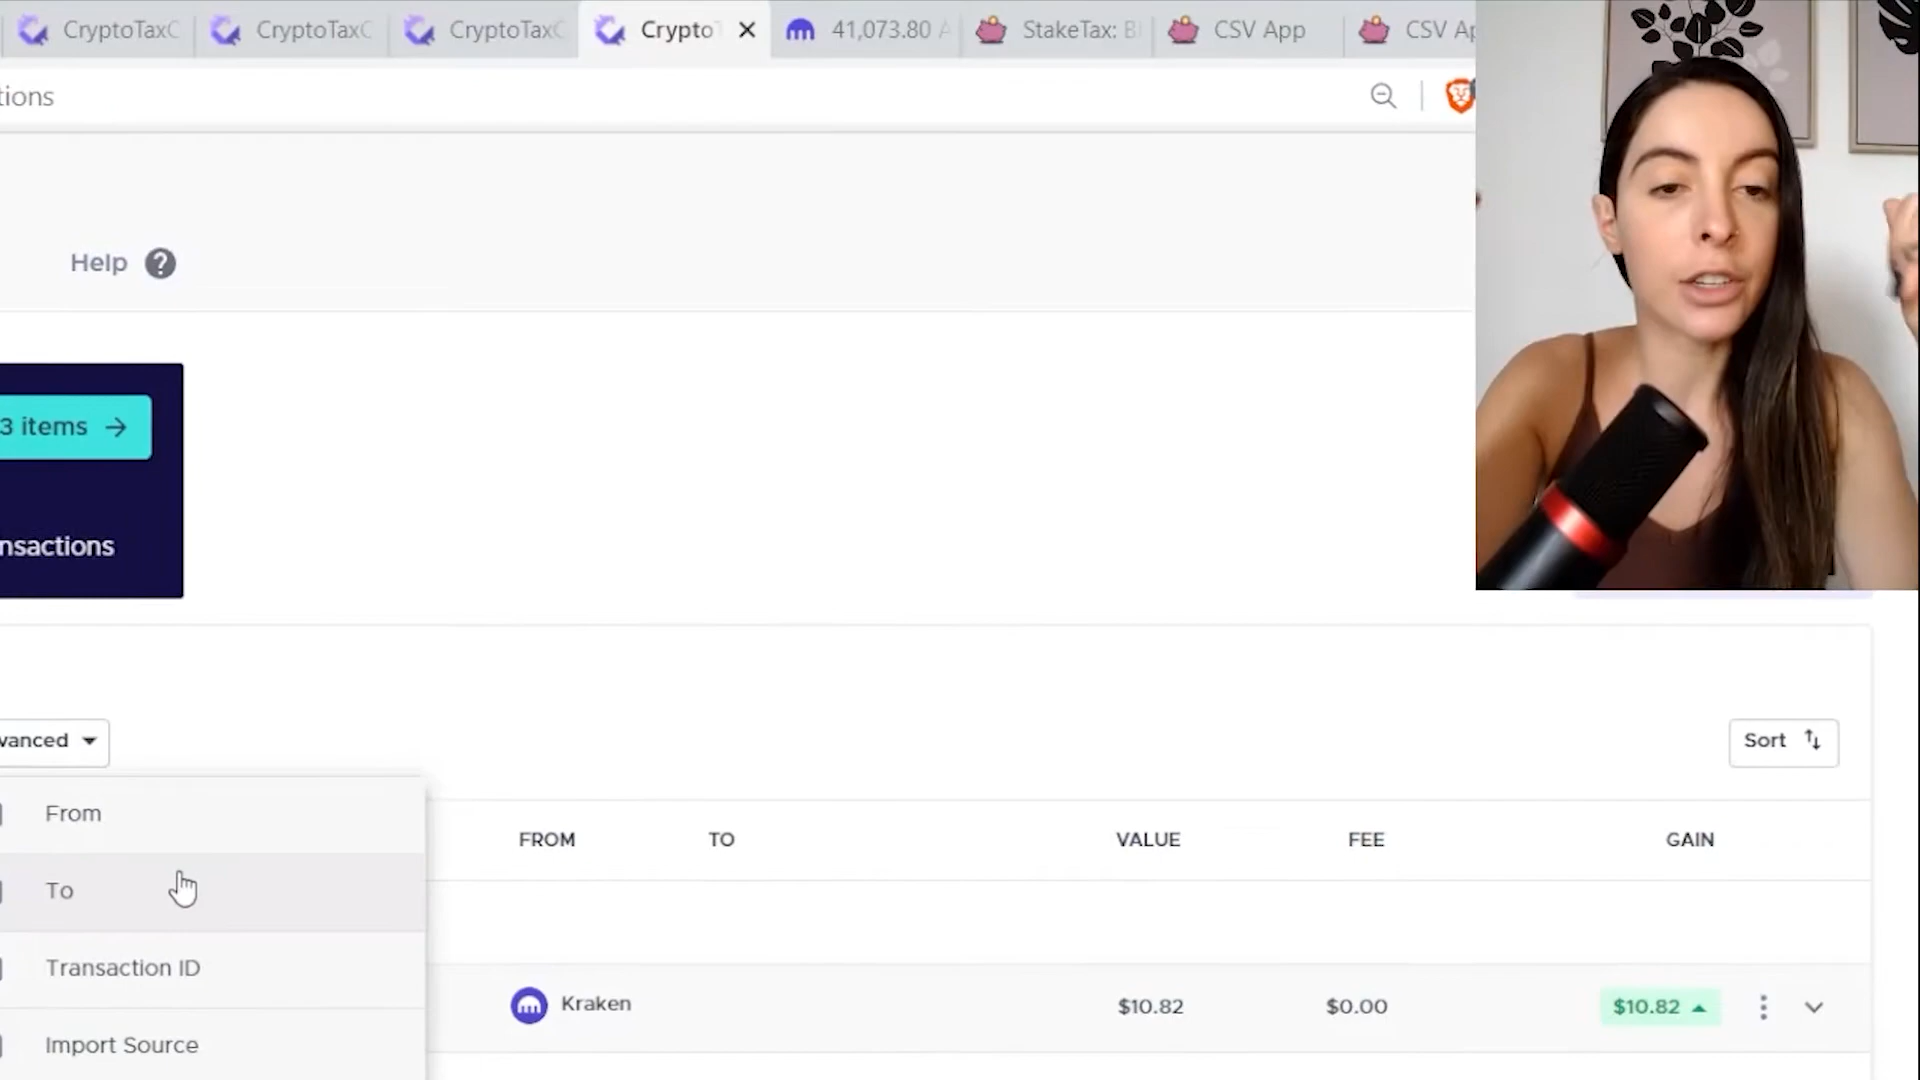 CryptoTaxC
CryptoTaxC
CryptoTaxC
CryptoT
41,073.80 A
StakeTax: B
CSV App
CSV Ap
tions
Help ?
3 items →
nsactions
vanced
Sort
From
To
Transaction ID
Import Source
FROM TO VALUE FEE GAIN
Kraken $10.82 $0.00 $10.82